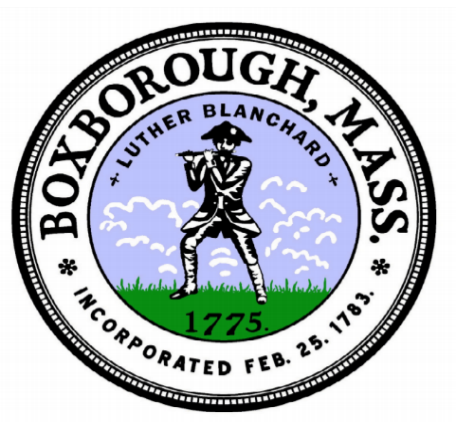 BOXBOROUGH, MASS.
+ LUTHER BLANCHARD +
1775.
* INCORPORATED FEB. 25. 1783. *